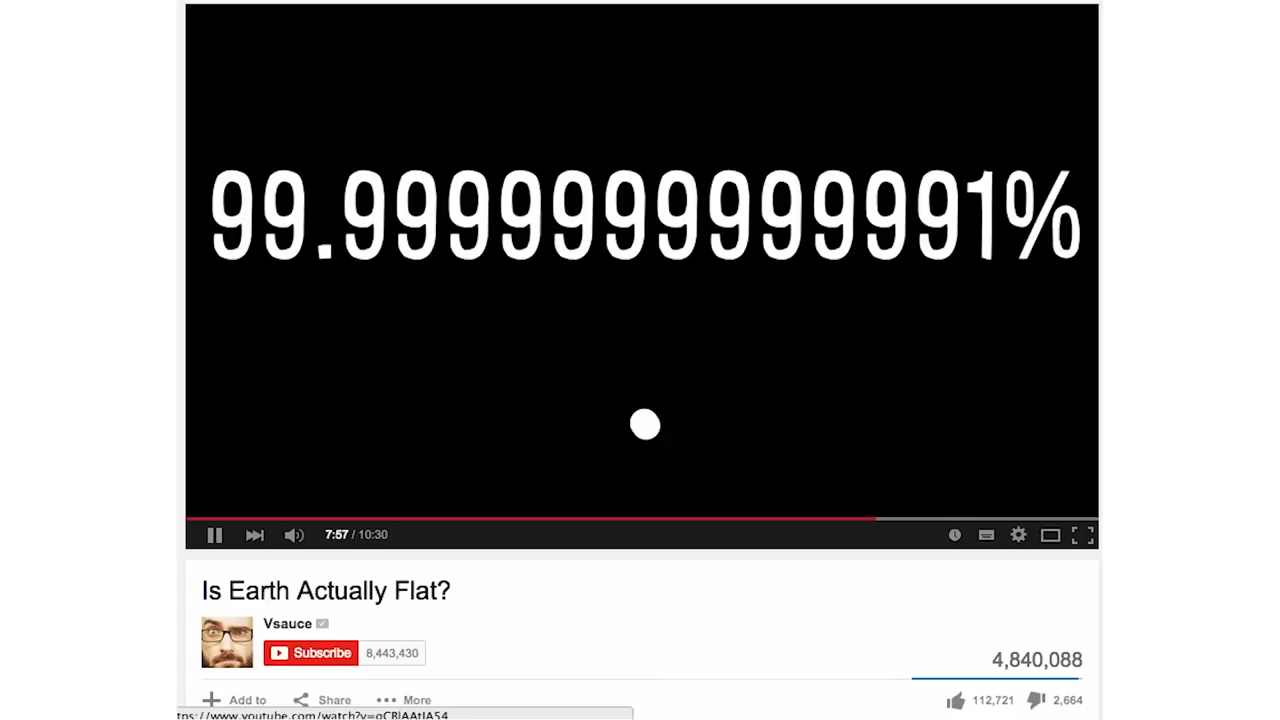 99.9999999999991%
7:57 / 10:30
Is Earth Actually Flat?
Vsauce
Subscribe 8,443,430
4,840,088
Add to Share More 112,721 2,664